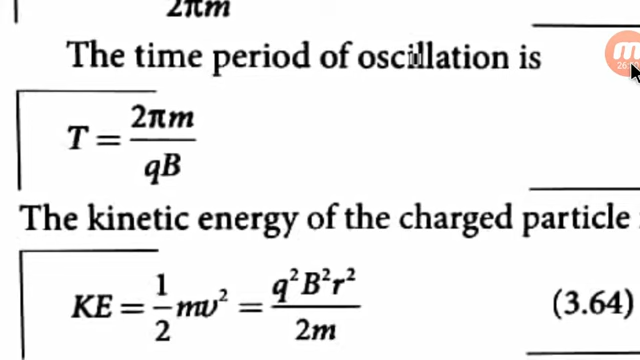 2πm
The time period of oscillation is
T = 2πm / qB
The kinetic energy of the charged particle
KE = 1/2 mv² = q²B²r² / 2m (3.64)